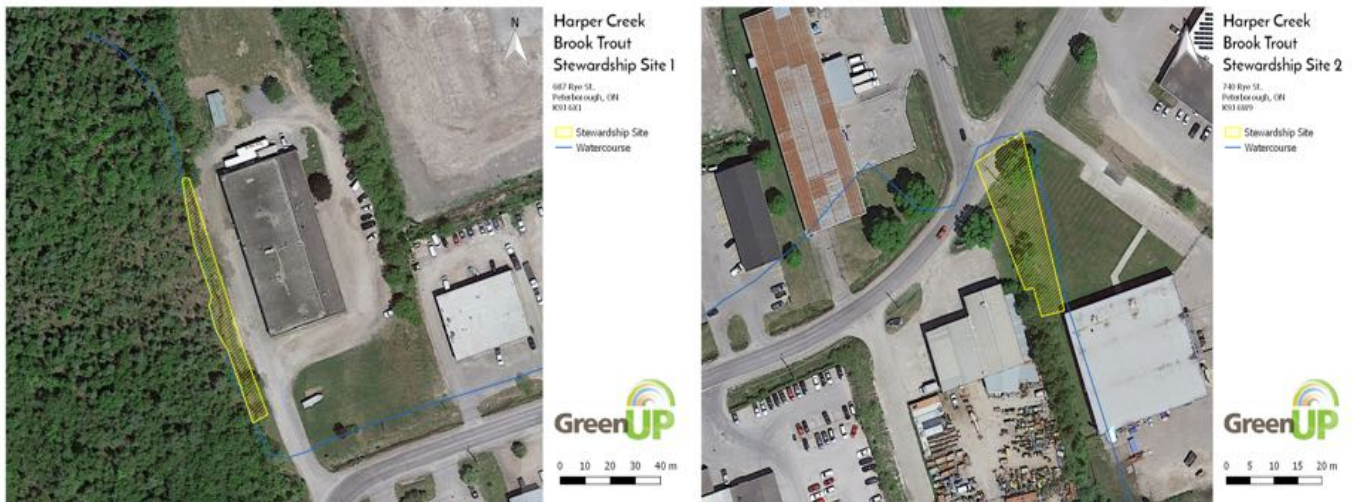 N
Harper Creek
Brook Trout
Stewardship Site 1
687 Rye St.
Peterborough, ON
Stewardship Site
Watercourse
GreenUP
0 10 20 30 40 m
Harper Creek
Brook Trout
Stewardship Site 2
740 Rye St.
Peterborough, ON
Stewardship Site
Watercourse
GreenUP
0 5 10 15 20 m